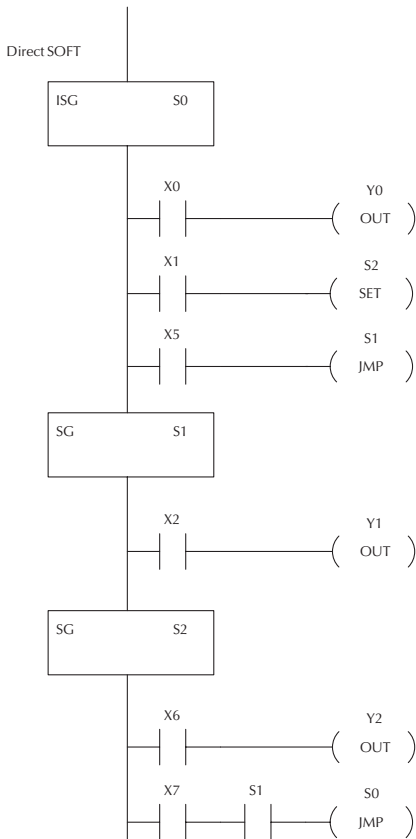 Direct SOFT
ISG S0
X0 Y0
OUT
X1 S2
SET
X5 S1
JMP
SG S1
X2 Y1
OUT
SG S2
X6 Y2
OUT
X7 S1 S0
JMP